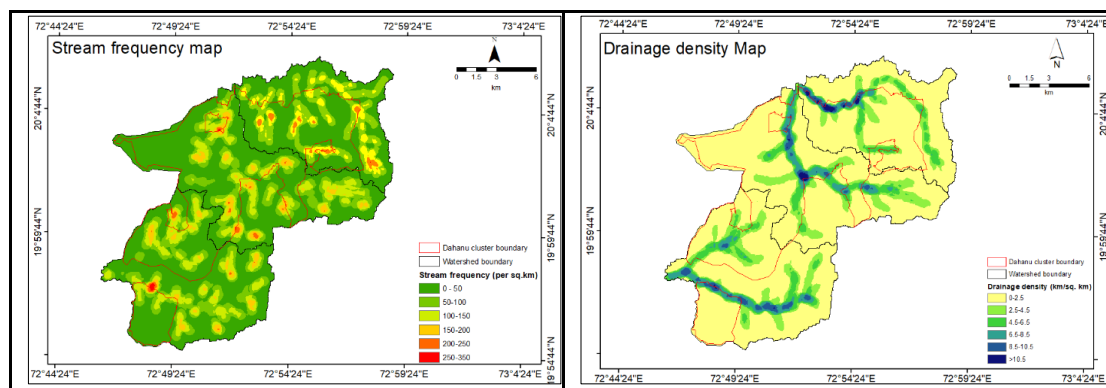 72°44'24"E 72°49'24"E 72°54'24"E 72°59'24"E 73°4'24"E
Stream frequency map
N
0 1.5 3 6
km
20°4'44"N
20°4'44"N
19°59'44"N
19°59'44"N
19°54'44"N
Dahanu cluster boundary
Watershed boundary
Stream frequency (per sq.km)
0 - 50
50-100
100-150
150-200
200-250
250-350
72°44'24"E 72°49'24"E 72°54'24"E 72°59'24"E
72°44'24"E 72°49'24"E 72°54'24"E 72°59'24"E 73°4'24"E
Drainage density Map
N
0 1.5 3 6
km
20°4'44"N
20°4'44"N
19°59'44"N
19°59'44"N
19°54'44"N
Dahanu cluster boundary
Watershed boundary
Drainage density (km/sq. km)
0-2.5
2.5-4.5
4.5-6.5
6.5-8.5
8.5-10.5
>10.5
72°44'24"E 72°49'24"E 72°54'24"E 72°59'24"E